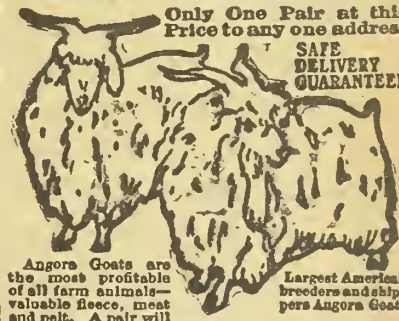 Only One Pair at this
Price to any one address
SAFE
DELIVERY
GUARANTEED
Angora Goats are
the most profitable
of all farm animals—
valuable fleece, meat
and pelt. A pair will
Largest American
breeders and ship-
pers Angora Goats